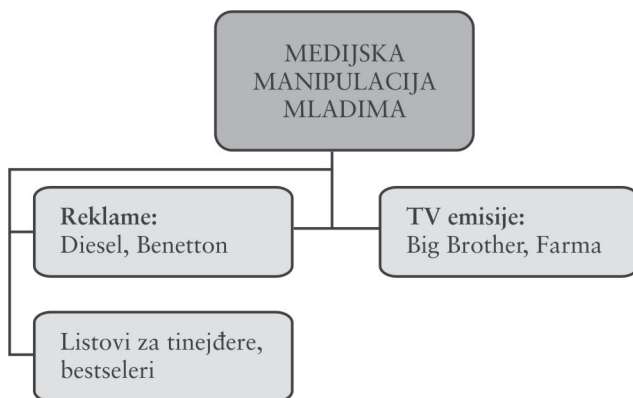 MEDIJSKA
MANIPULACIJA
MLADIMA
Reklame:
Diesel, Benetton
TV emisije:
Big Brother, Farma
Listovi za tinejđere,
bestseleri